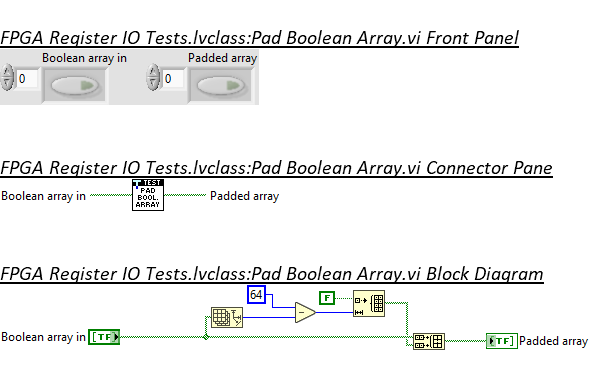 FPGA Register IO Tests.lvclass:Pad Boolean Array.vi Front Panel
Boolean array in Padded array
0 0
FPGA Register IO Tests.lvclass:Pad Boolean Array.vi Connector Pane
TEST
PAD
BOOL.
ARRAY
Boolean array in Padded array
FPGA Register IO Tests.lvclass:Pad Boolean Array.vi Block Diagram
64 F
Boolean array in [TF] TF] Padded array